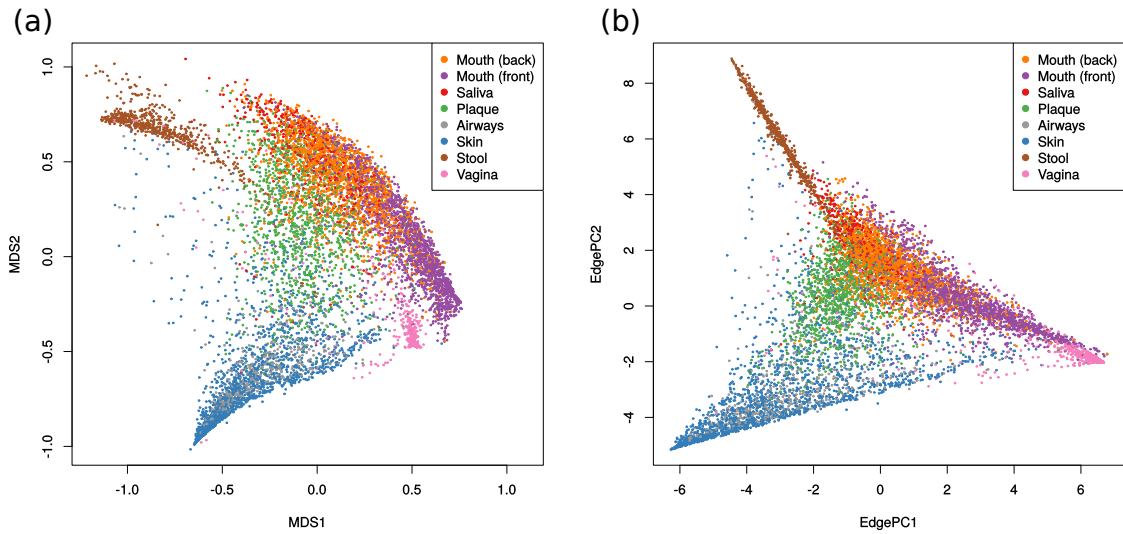 (a)
(b)
Mouth (back)
Mouth (front)
Saliva
Plaque
Airways
Skin
Stool
Vagina
1.0
0.5
0.0
-0.5
-1.0
MDS2
-1.0
-0.5
0.0
0.5
1.0
MDS1
Mouth (back)
Mouth (front)
Saliva
Plaque
Airways
Skin
Stool
Vagina
8
6
4
2
0
-2
-4
EdgePC2
-6
-4
-2
0
2
4
6
EdgePC1